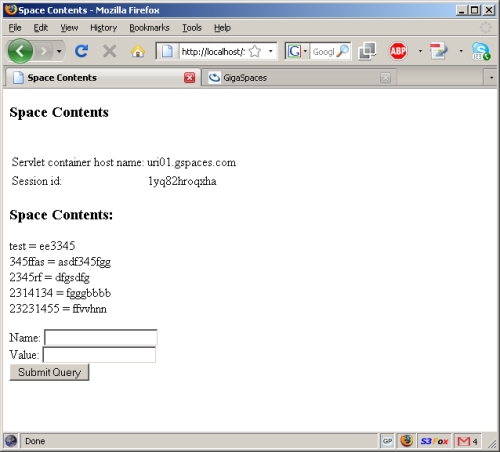 Space Contents - Mozilla Firefox
File Edit View History Bookmarks Tools Help
http://localhost/: G Googl ABP
Space Contents GigaSpaces
Space Contents
Servlet container host name: uri01.gspaces.com
Session id: 1yq82hroqxha
Space Contents:
test = ee3345
345ffas = asdf345fgg
2345rf = dfgsdfg
2314134 = fgggbbbb
23231455 = ffvvhnn
Name:
Value:
Submit Query
Done GP S3Fox 4